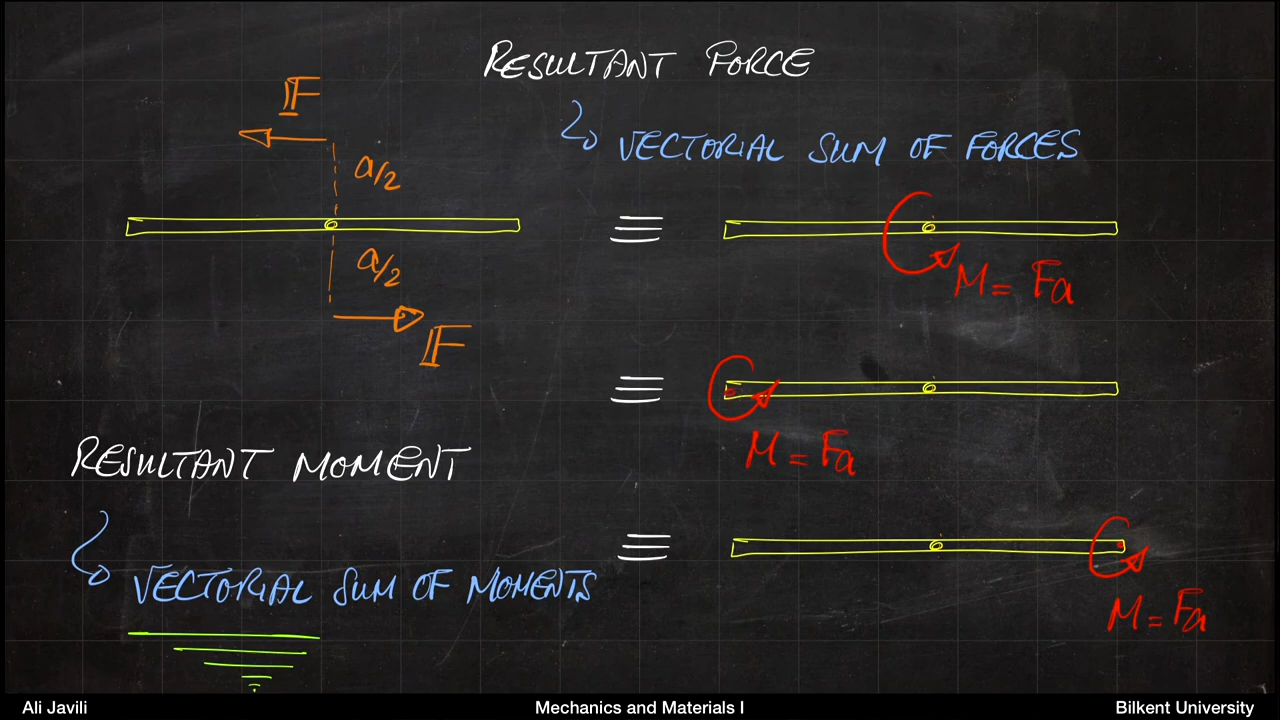 RESULTANT FORCE
VECTORIAL SUM OF FORCES
F
a/2
a/2
F
≡
M = Fa
≡
M = Fa
RESULTANT MOMENT
VECTORIAL SUM OF MOMENTS
≡
M = Fa
Ali Javili
Mechanics and Materials I
Bilkent University